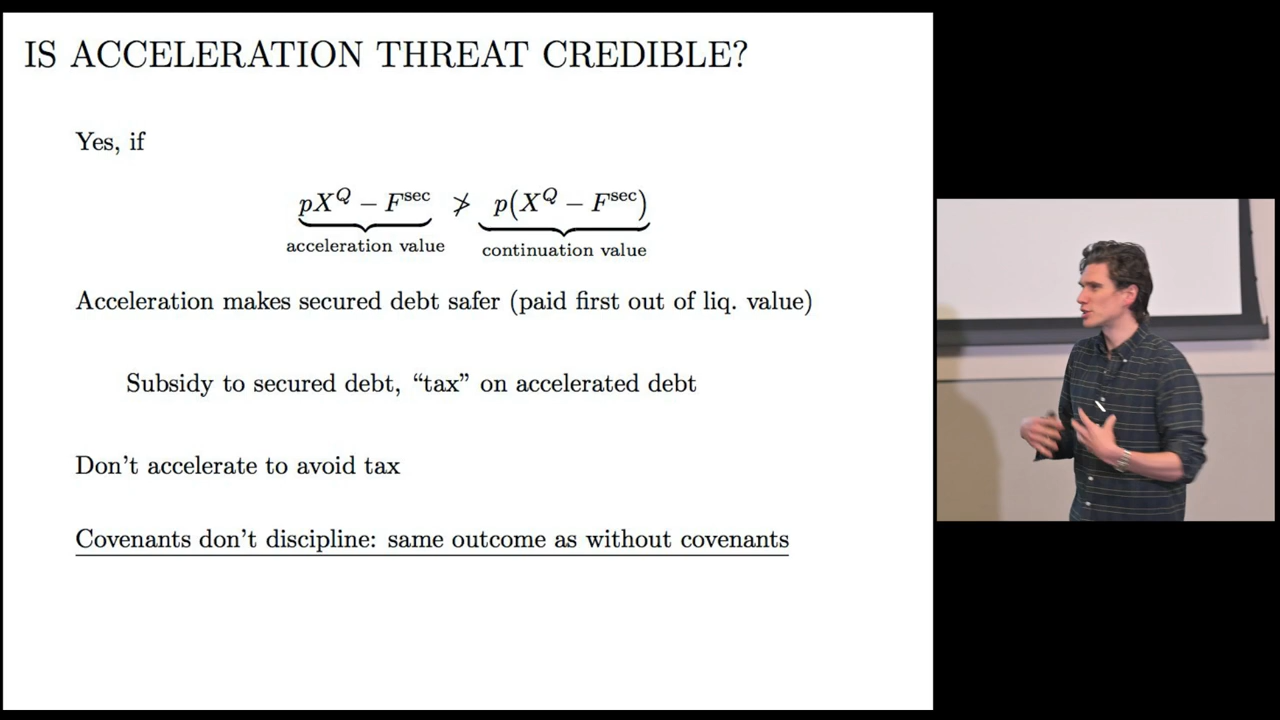 IS ACCELERATION THREAT CREDIBLE?
Yes, if
pX^Q − F^sec ≯ p(X^Q − F^sec)
acceleration value continuation value
Acceleration makes secured debt safer (paid first out of liq. value)
Subsidy to secured debt, “tax” on accelerated debt
Don’t accelerate to avoid tax
Covenants don’t discipline: same outcome as without covenants